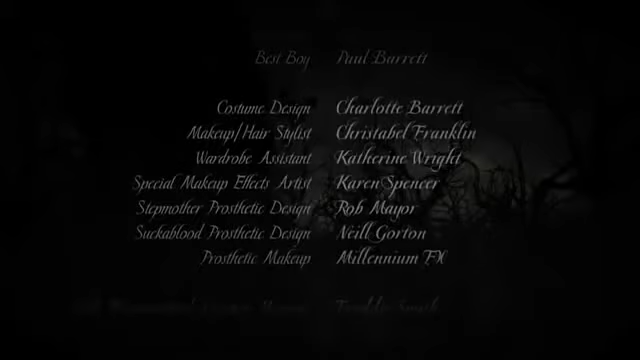 Best Boy Paul Barrett
Costume Design Charlotte Barrett
Makeup/Hair Stylist Christabel Franklin
Wardrobe Assistant Katherine Wright
Special Makeup Effects Artist Karen Spencer
Stepmother Prosthetic Design Rob Mayor
Suckablood Prosthetic Design Neill Gorton
Prosthetic Makeup Millennium FX